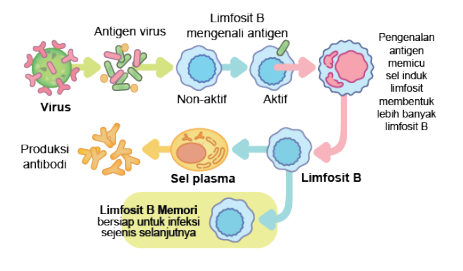 Limfosit B
mengenali antigen
Antigen virus
Virus
Non-aktif
Aktif
Pengenalan
antigen
memicu
sel induk
limfosit
membentuk
lebih banyak
limfosit B
Produksi
antibodi
Sel plasma
Limfosit B
Limfosit B Memori
bersiap untuk infeksi
sejenis selanjutnya